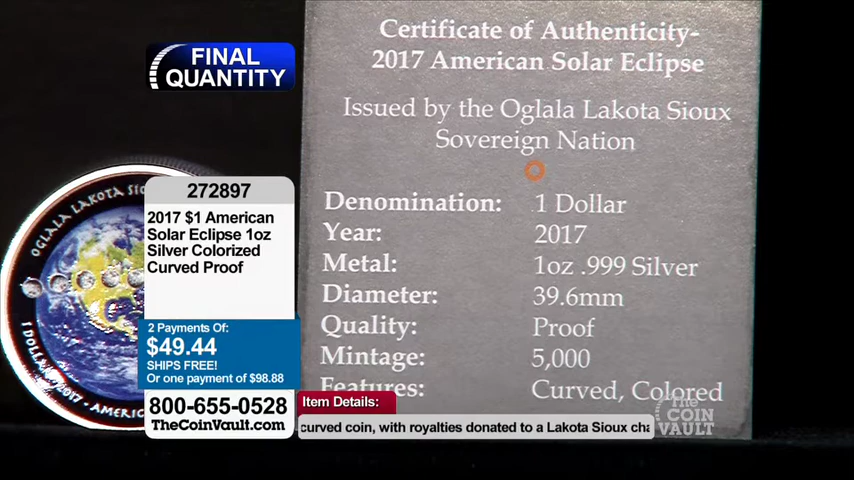 FINAL
QUANTITY
Certificate of Authenticity-
2017 American Solar Eclipse
Issued by the Oglala Lakota Sioux
Sovereign Nation
Denomination: 1 Dollar
Year: 2017
Metal: 1oz .999 Silver
Diameter: 39.6mm
Quality: Proof
Mintage: 5,000
Features: Curved, Colored
OGLALA LAKOTA SIO
1 DOLLAR 2017 • AMERIC
272897
2017 $1 American
Solar Eclipse 1oz
Silver Colorized
Curved Proof
2 Payments Of:
$49.44
SHIPS FREE!
Or one payment of $98.88
800-655-0528
TheCoinVault.com
Item Details:
curved coin, with royalties donated to a Lakota Sioux cha
The
COIN
VAULT